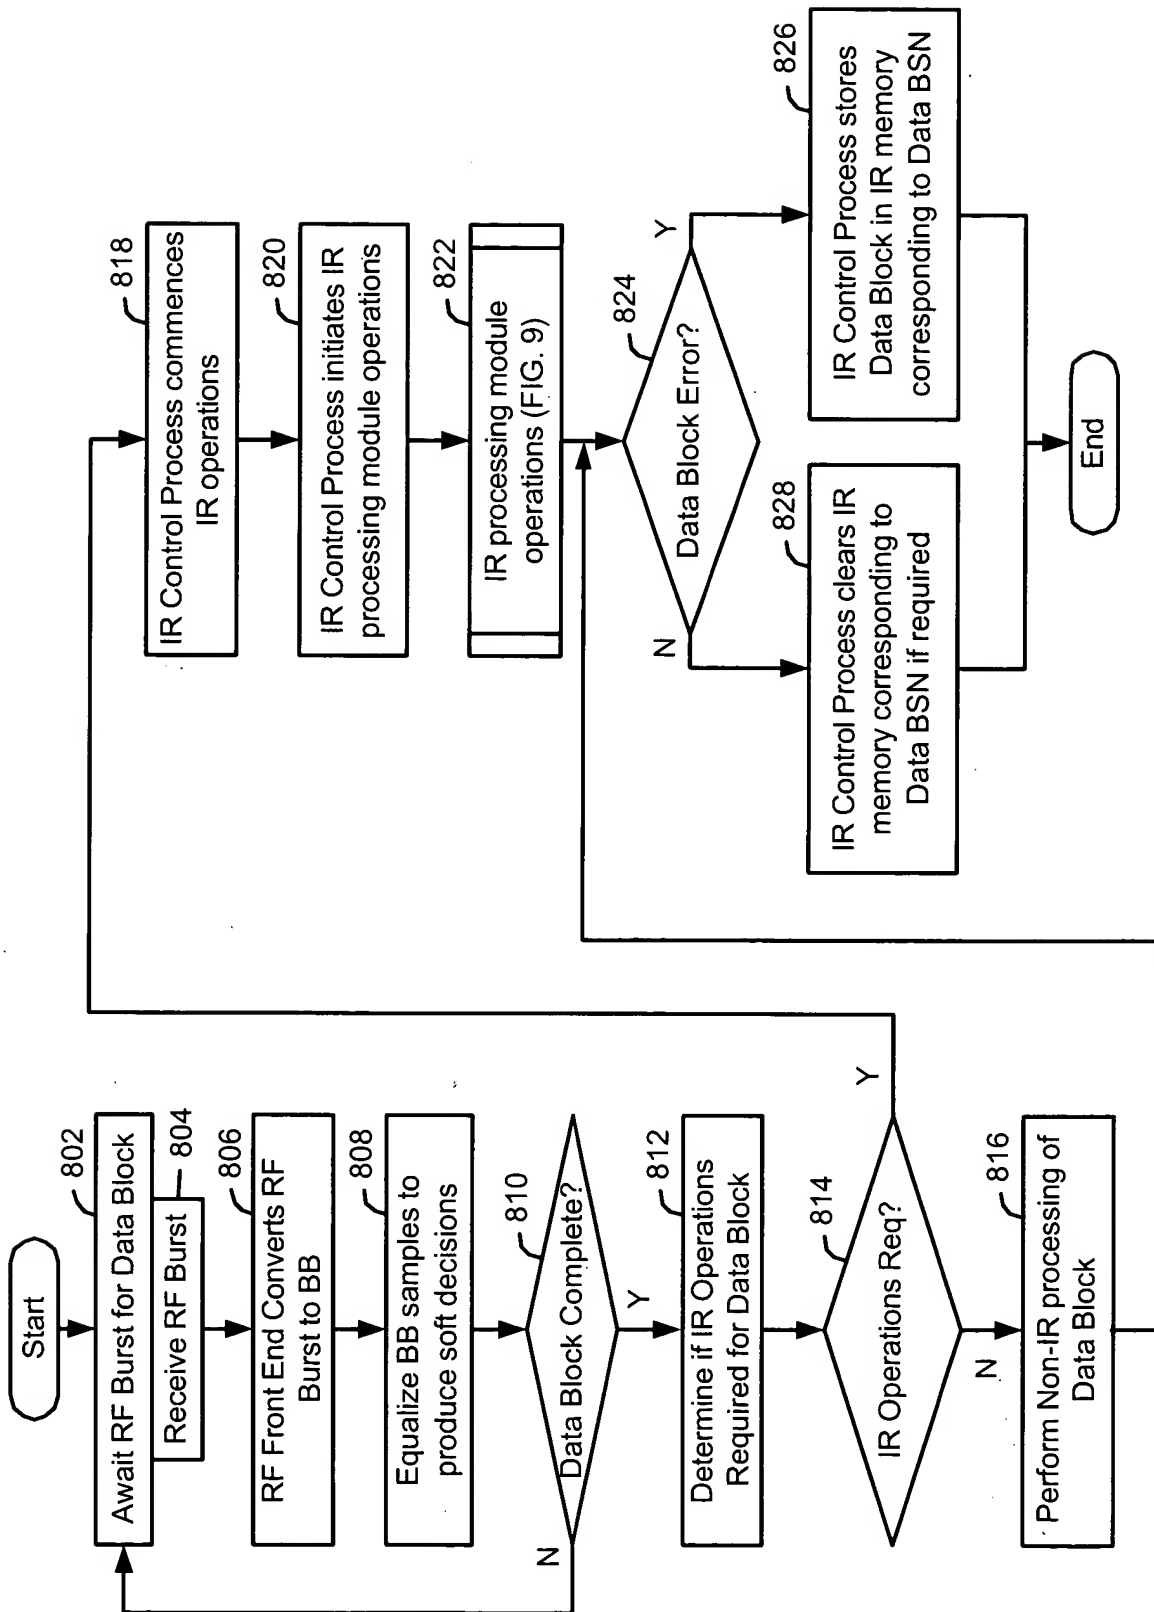 Start
802
Await RF Burst for Data Block
804
Receive RF Burst
806
RF Front End Converts RF
Burst to BB
808
Equalize BB samples to
produce soft decisions
810
Data Block Complete?
N
Y
812
Determine if IR Operations
Required for Data Block
814
IR Operations Req?
Y
N
816
Perform Non-IR processing of
Data Block
818
IR Control Process commences
IR operations
820
IR Control Process initiates IR
processing module operations
822
IR processing module
operations (FIG. 9)
824
Data Block Error?
N
Y
828
IR Control Process clears IR
memory corresponding to
Data BSN if required
826
IR Control Process stores
Data Block in IR memory
corresponding to Data BSN
End